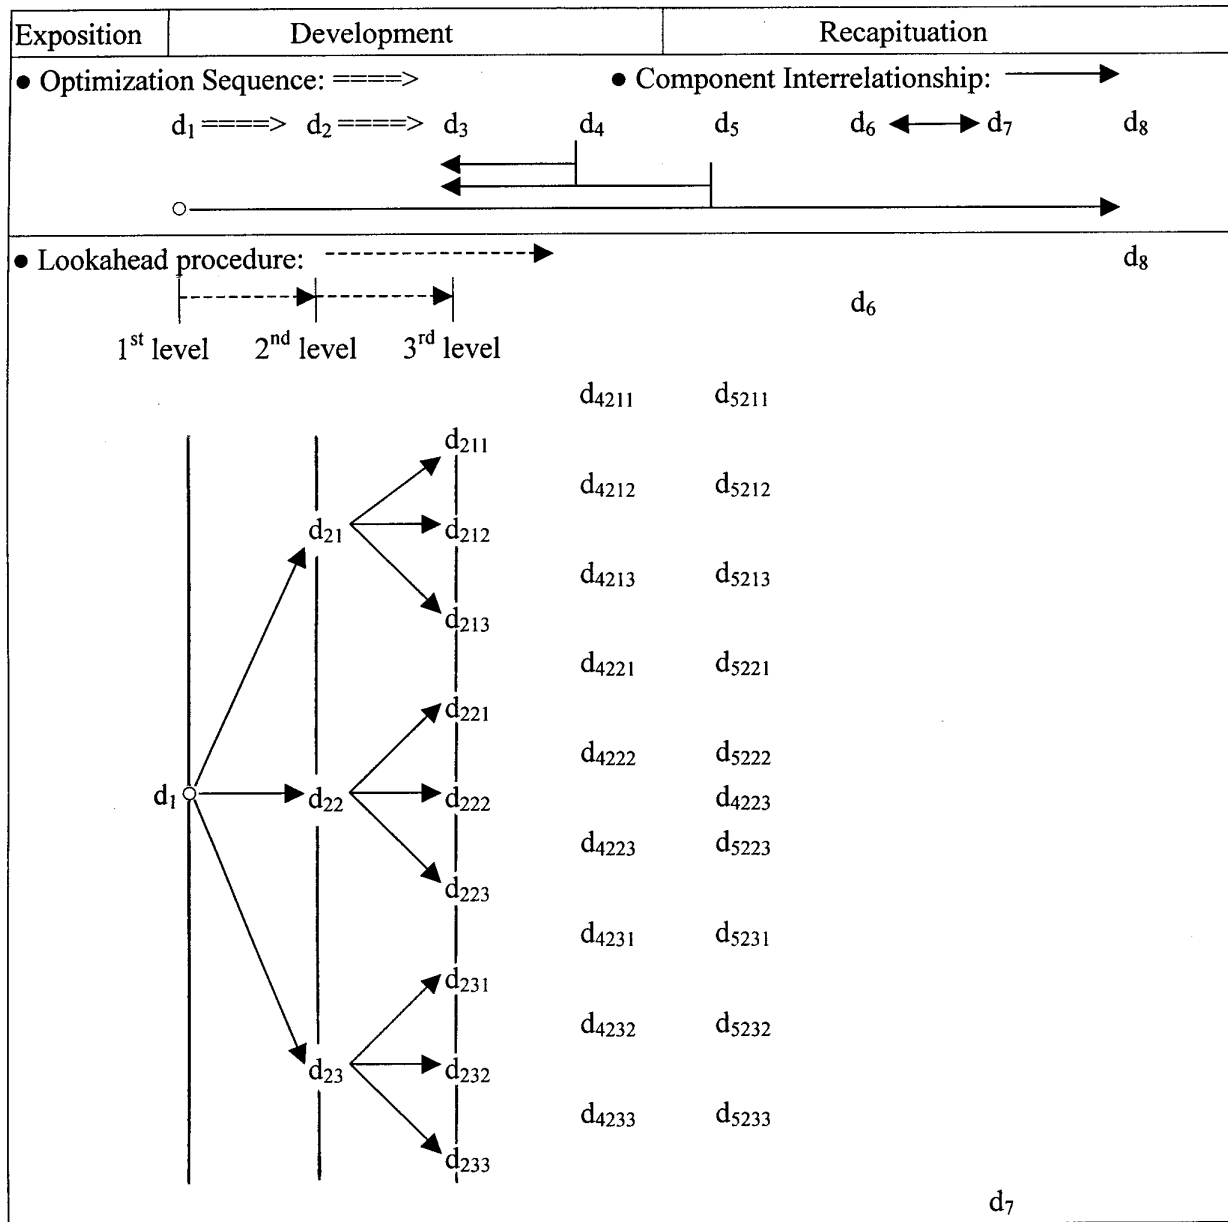 Exposition Development Recapituation
● Optimization Sequence: ====> ● Component Interrelationship:
d1 ====> d2 ====> d3 d4 d5 d6 d7 d8
● Lookahead procedure: d8
d6
1st level 2nd level 3rd level
d4211 d5211
d211
d4212 d5212
d21 d212
d4213 d5213
d213
d4221 d5221
d221
d4222 d5222
d1 d22 d222 d4223
d4223 d5223
d223
d4231 d5231
d231
d4232 d5232
d23 d232
d4233 d5233
d233
d7